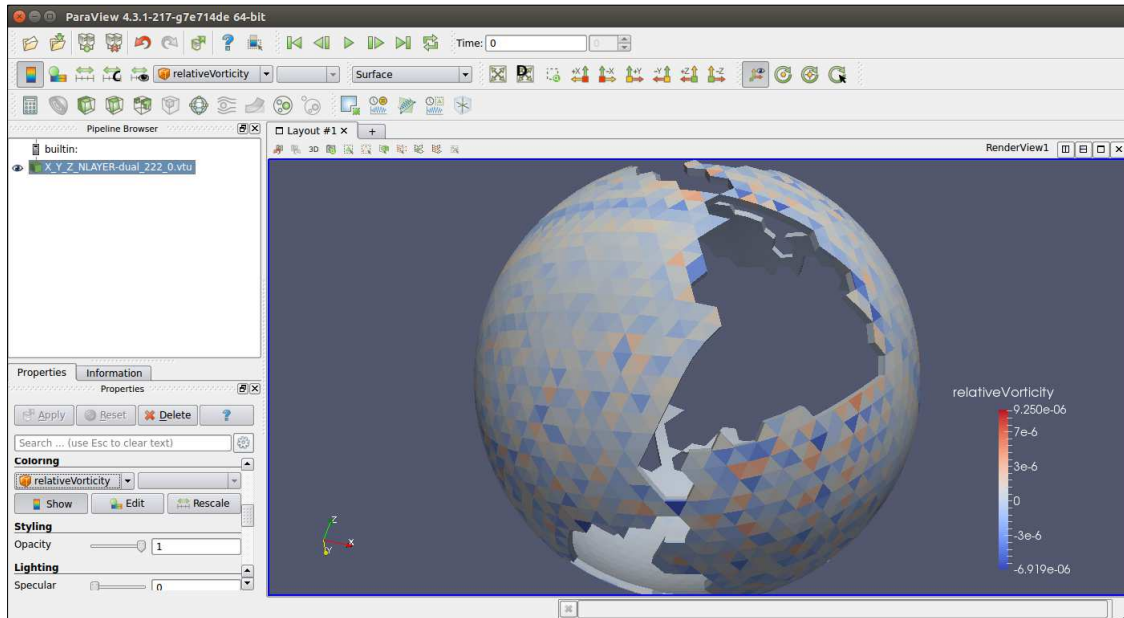 ParaView 4.3.1-217-g7e714de 64-bit
Time: 0 0
relativeVorticity Surface +X -X +Y -Y +Z -Z
Pipeline Browser
Layout #1 × +
builtin:
3D RenderView1
X_Y_Z_NLAYER-dual_222_0.vtu
Properties Information
Properties
Apply Reset Delete ?
Search ... (use Esc to clear text)
Coloring
relativeVorticity
Show Edit Rescale
Styling
Opacity 1
Lighting
Specular 0
Z
X
Y
relativeVorticity
9.250e-06
7e-6
3e-6
0
-3e-6
-6.919e-06